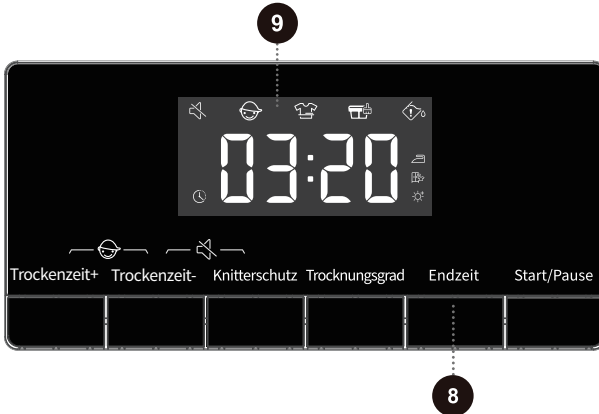 9
03:20
Trockenzeit+ Trockenzeit- Knitterschutz Trocknungsgrad Endzeit Start/Pause
8